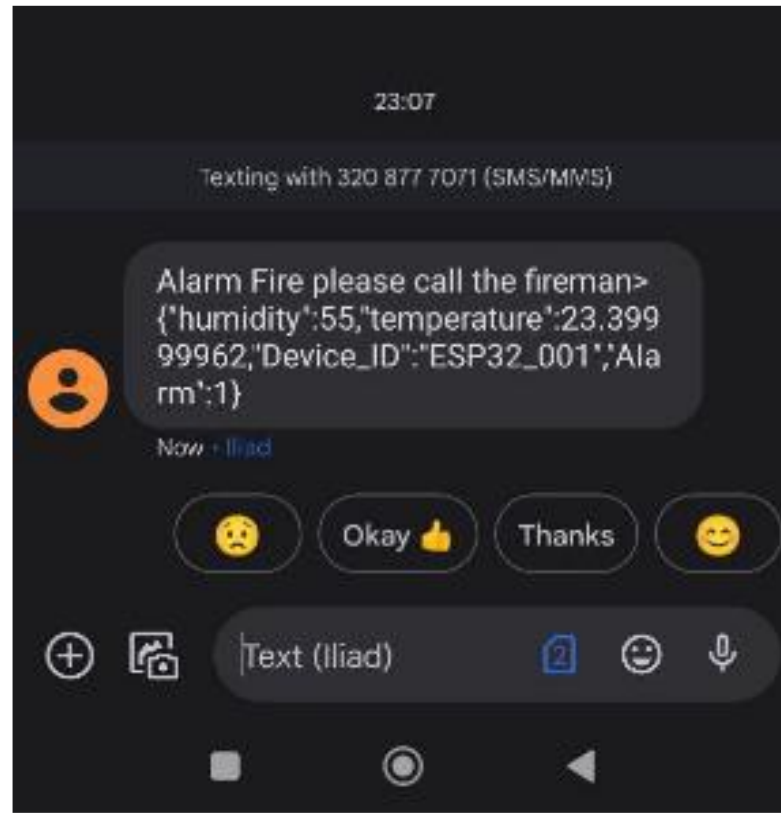 23:07
Texting with 320 877 7071 (SMS/MMS)
Alarm Fire please call the fireman>
{"humidity":55,"temperature":23.399
99962,"Device_ID":"ESP32_001","Ala
rm":1}
Now • Iliad
Okay 👍
Thanks
Text (Iliad)
2